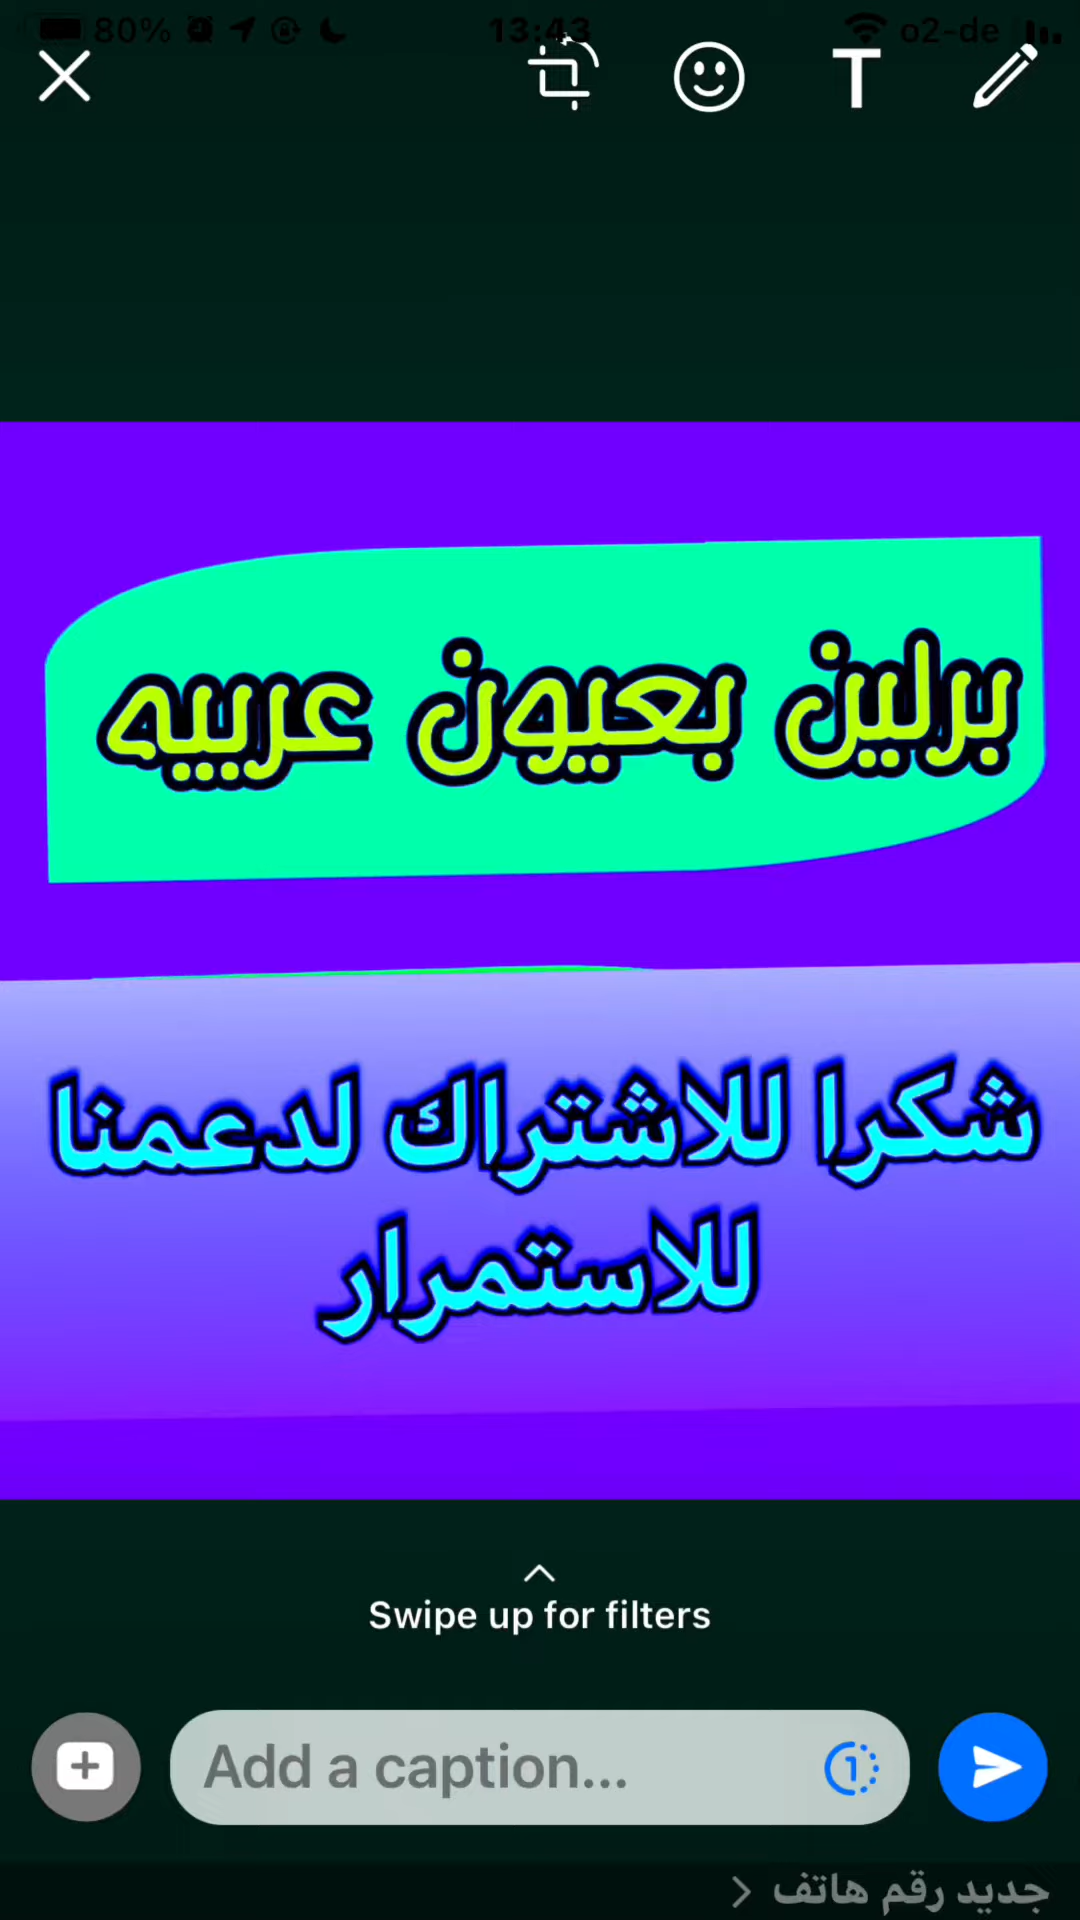 80%
13:43
o2-de
T
برلين بعيون عربيه
شكرا للاشتراك لدعمنا
للاستمرار
Swipe up for filters
Add a caption...
1
جديد رقم هاتف